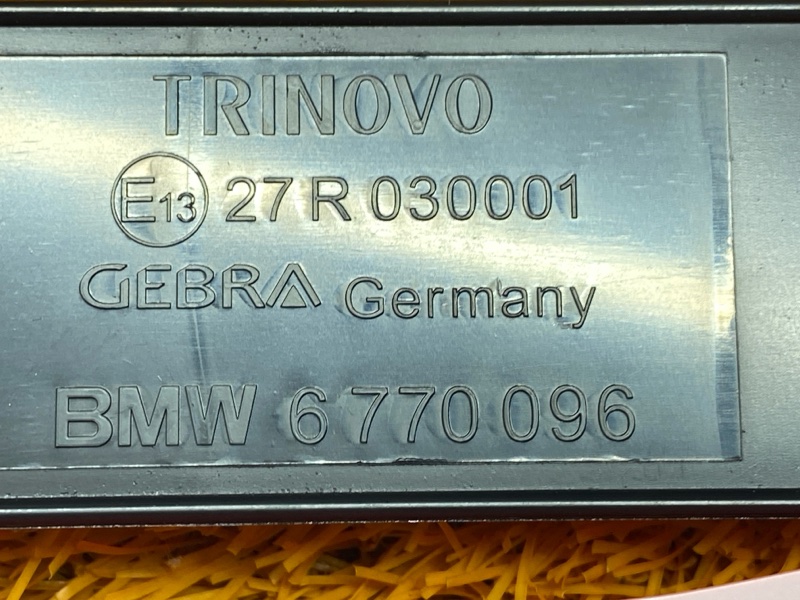 TRINOVO
E13 27 R 030001
GEBRA Germany
BMW 6 770 096